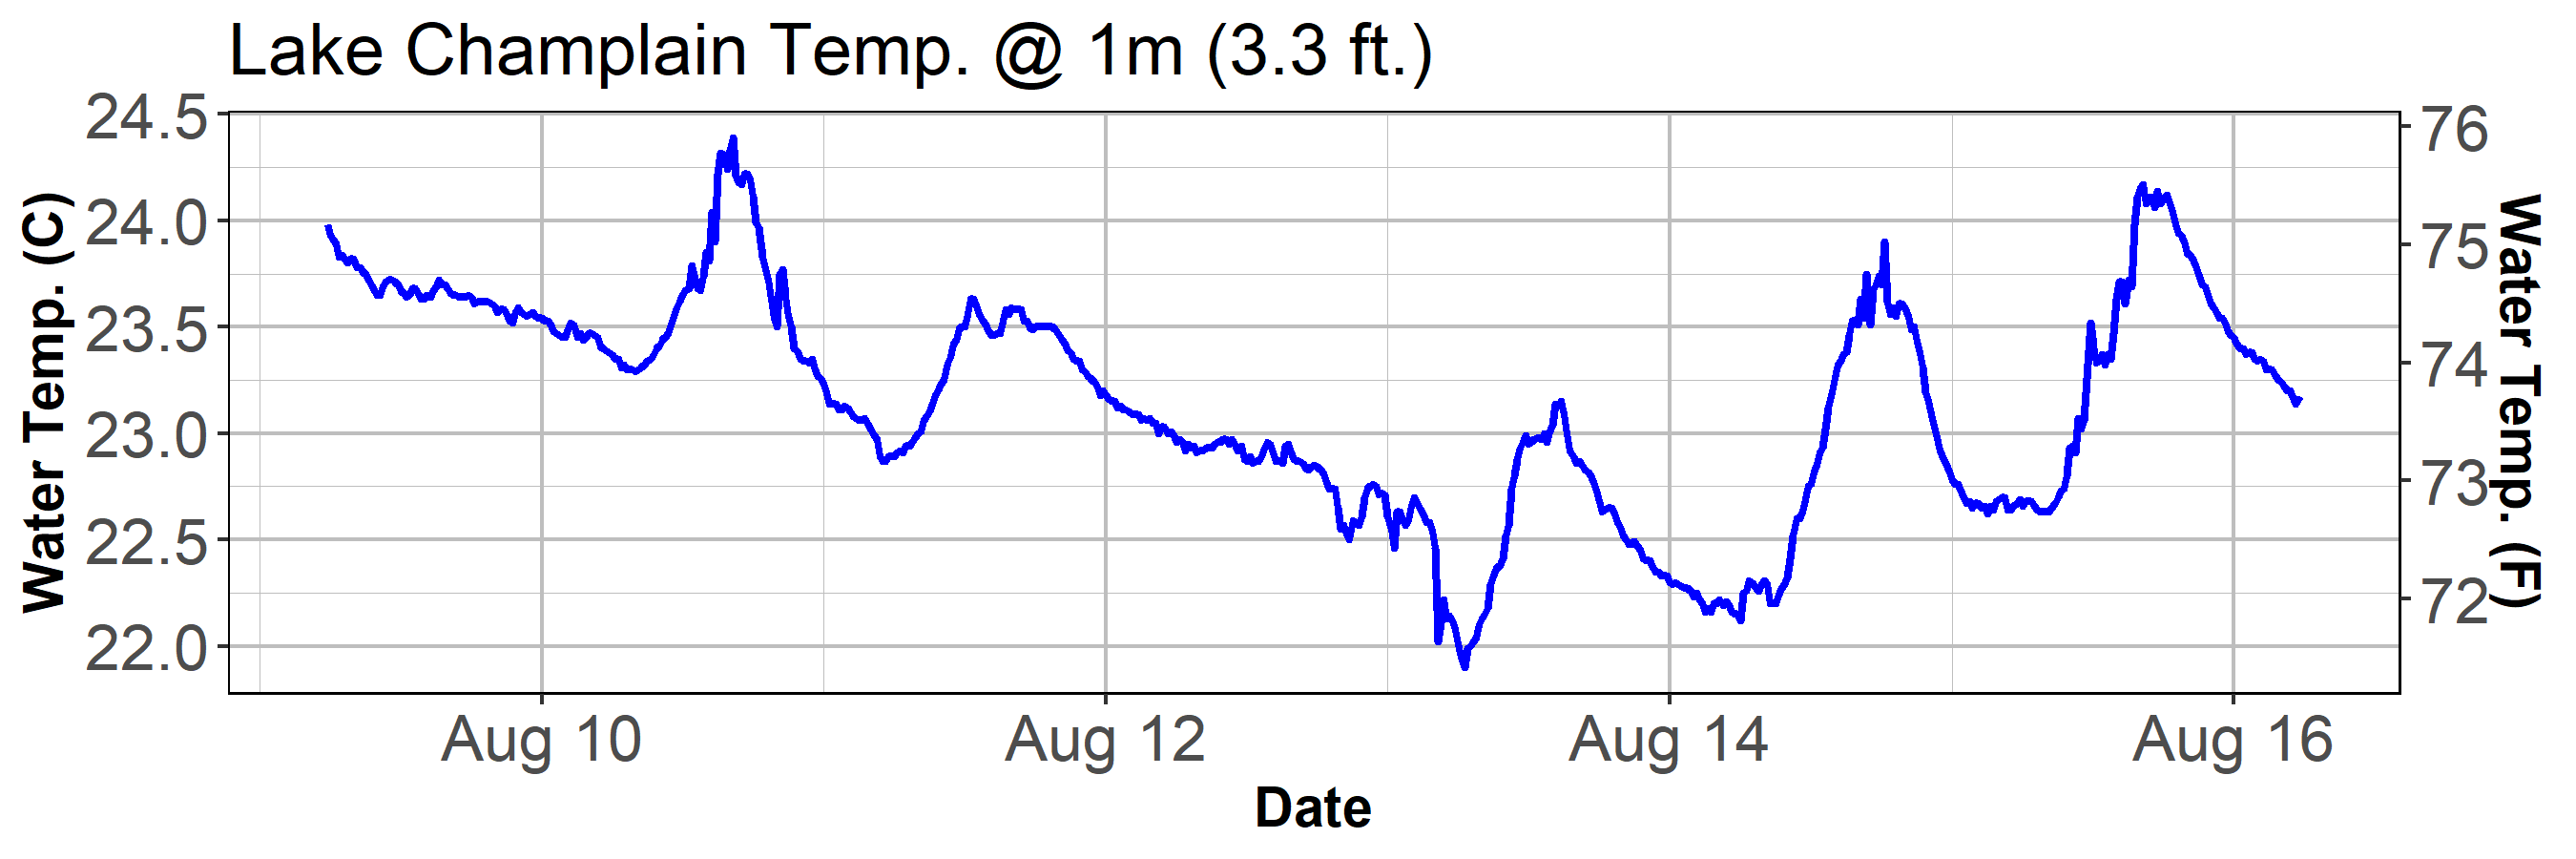 Lake Champlain Temp. @ 1m (3.3 ft.)
Water Temp. (C)
24.5
24.0
23.5
23.0
22.5
22.0
76
75
74
73
72
Water Temp. (F)
Aug 10
Aug 12
Aug 14
Aug 16
Date